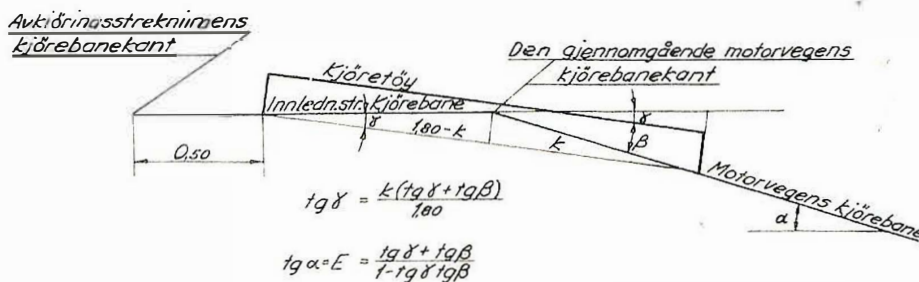 Avkjöringsstrekningens
kjörebanekant
Den gjennomgående motorvegens
kjörebanekant
Kjöretöy
Innledn.str. kjörebane
γ
γ
1,80-k
k
β
0,50
Motorvegens kjörebane
α
tg γ = k(tg γ + tg β) / 1,80
tg α = E = tg γ + tg β / 1 - tg γ tg β